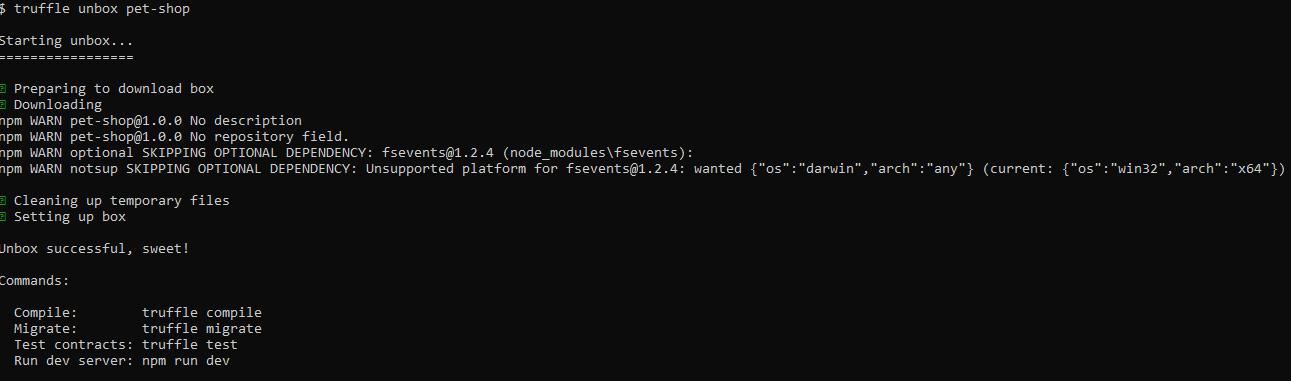 $ truffle unbox pet-shop
Starting unbox...
=================
Preparing to download box
Downloading
npm WARN pet-shop@1.0.0 No description
npm WARN pet-shop@1.0.0 No repository field.
npm WARN optional SKIPPING OPTIONAL DEPENDENCY: fsevents@1.2.4 (node_modules\fsevents):
npm WARN notsup SKIPPING OPTIONAL DEPENDENCY: Unsupported platform for fsevents@1.2.4: wanted {"os":"darwin","arch":"any"} (current: {"os":"win32","arch":"x64"})
Cleaning up temporary files
Setting up box
Unbox successful, sweet!
Commands:
Compile:        truffle compile
Migrate:        truffle migrate
Test contracts: truffle test
Run dev server: npm run dev